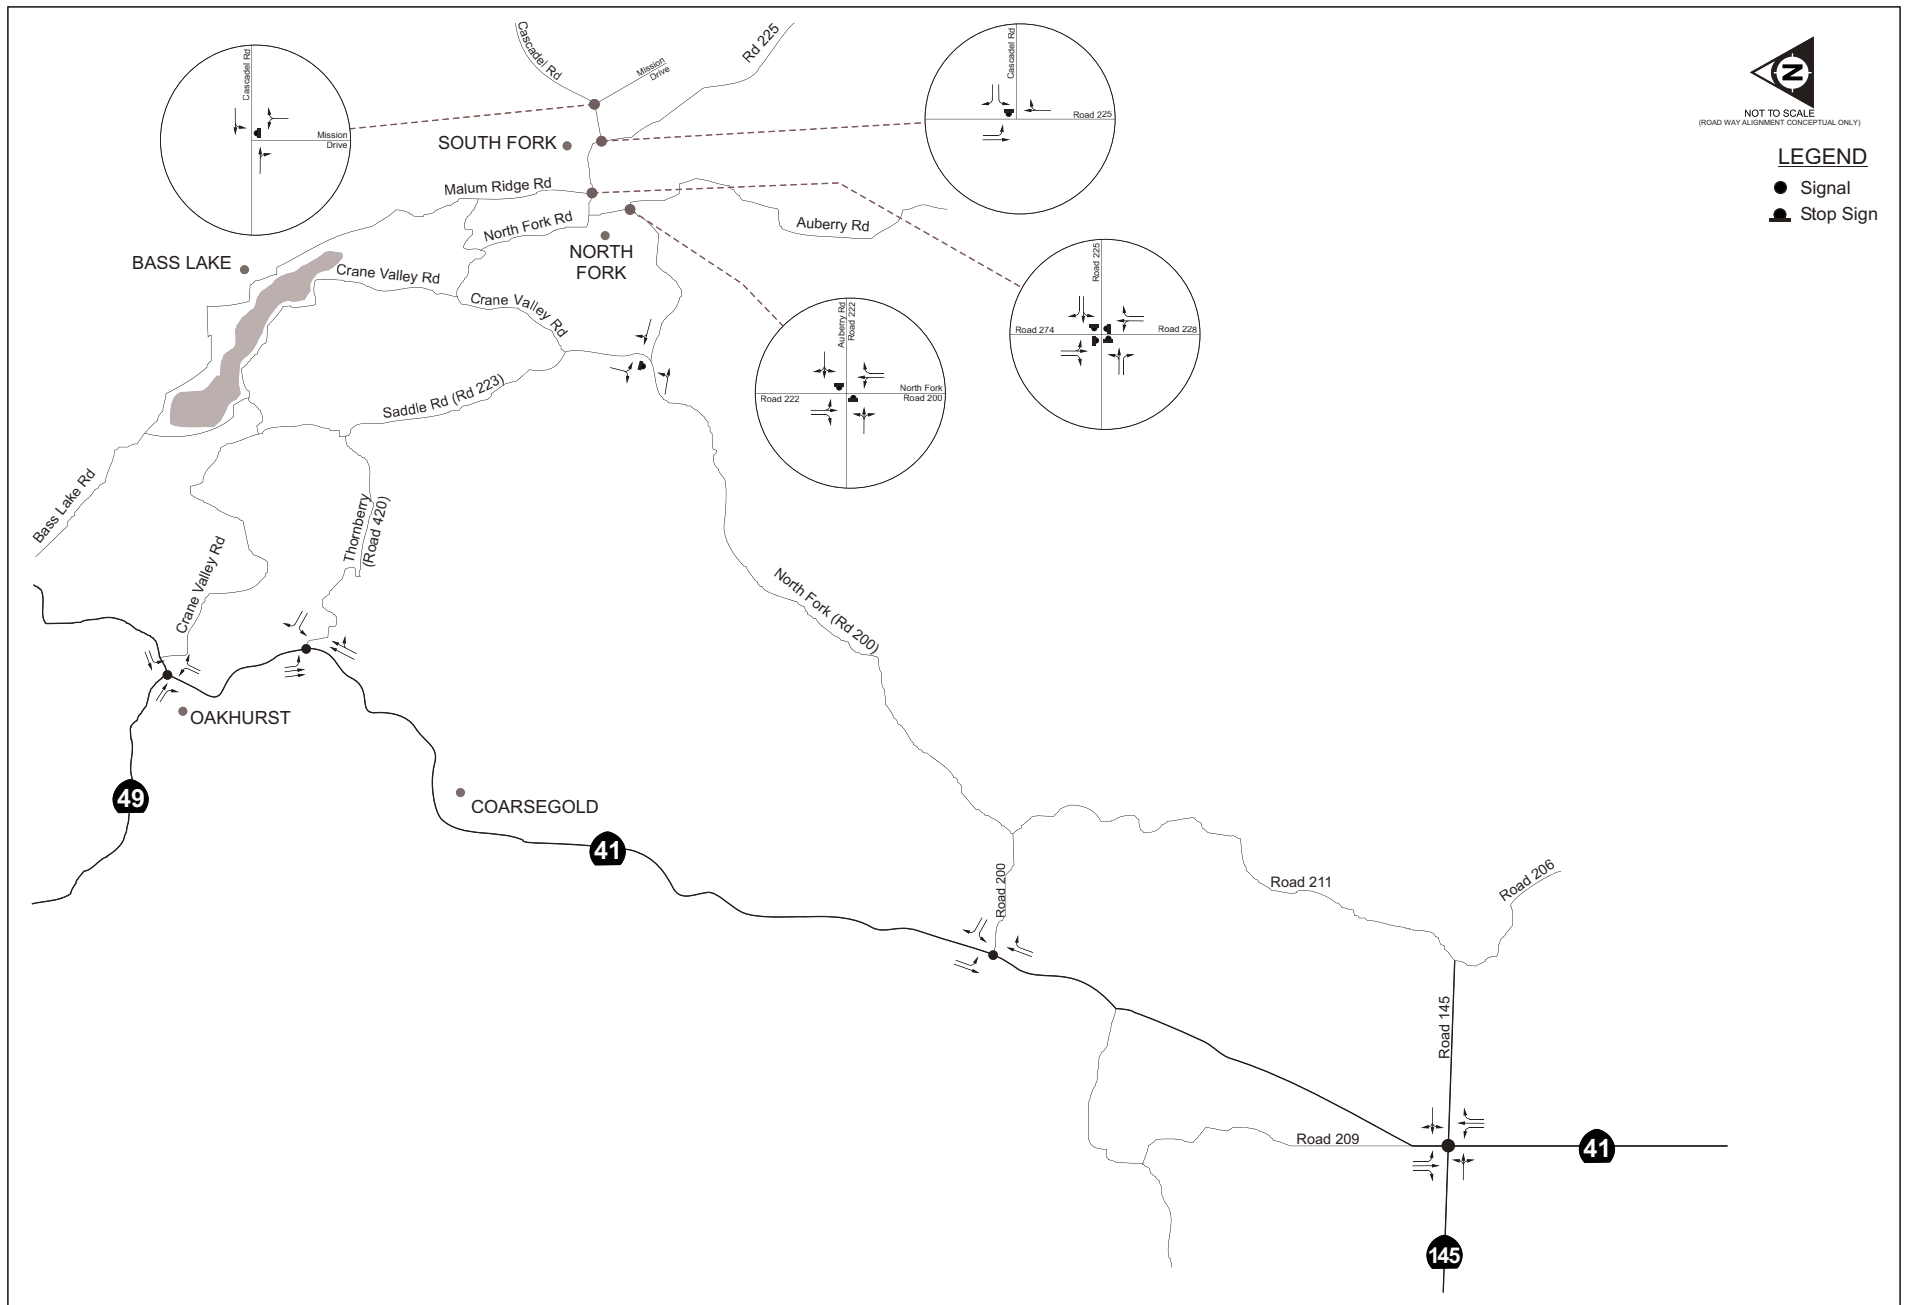 Cascadel Rd
Mission
Drive
Cascadel Rd
Mission
Drive
Rd 225
Cascadel Rd
Road 225
N
NOT TO SCALE
(ROAD WAY ALIGNMENT CONCEPTUAL ONLY)
LEGEND
Signal
Stop Sign
SOUTH FORK
Malum Ridge Rd
North Fork Rd
NORTH
FORK
Auberry Rd
BASS LAKE
Crane Valley Rd
Crane Valley Rd
Road 225
Road 274
Road 228
Auberry Rd
Road 222
Road 222
North Fork
Road 200
Saddle Rd (Rd 223)
Bass Lake Rd
Thornberry
(Road 420)
Crane Valley Rd
North Fork (Rd 200)
OAKHURST
49
COARSEGOLD
41
Road 200
Road 211
Road 206
Road 145
Road 209
41
145